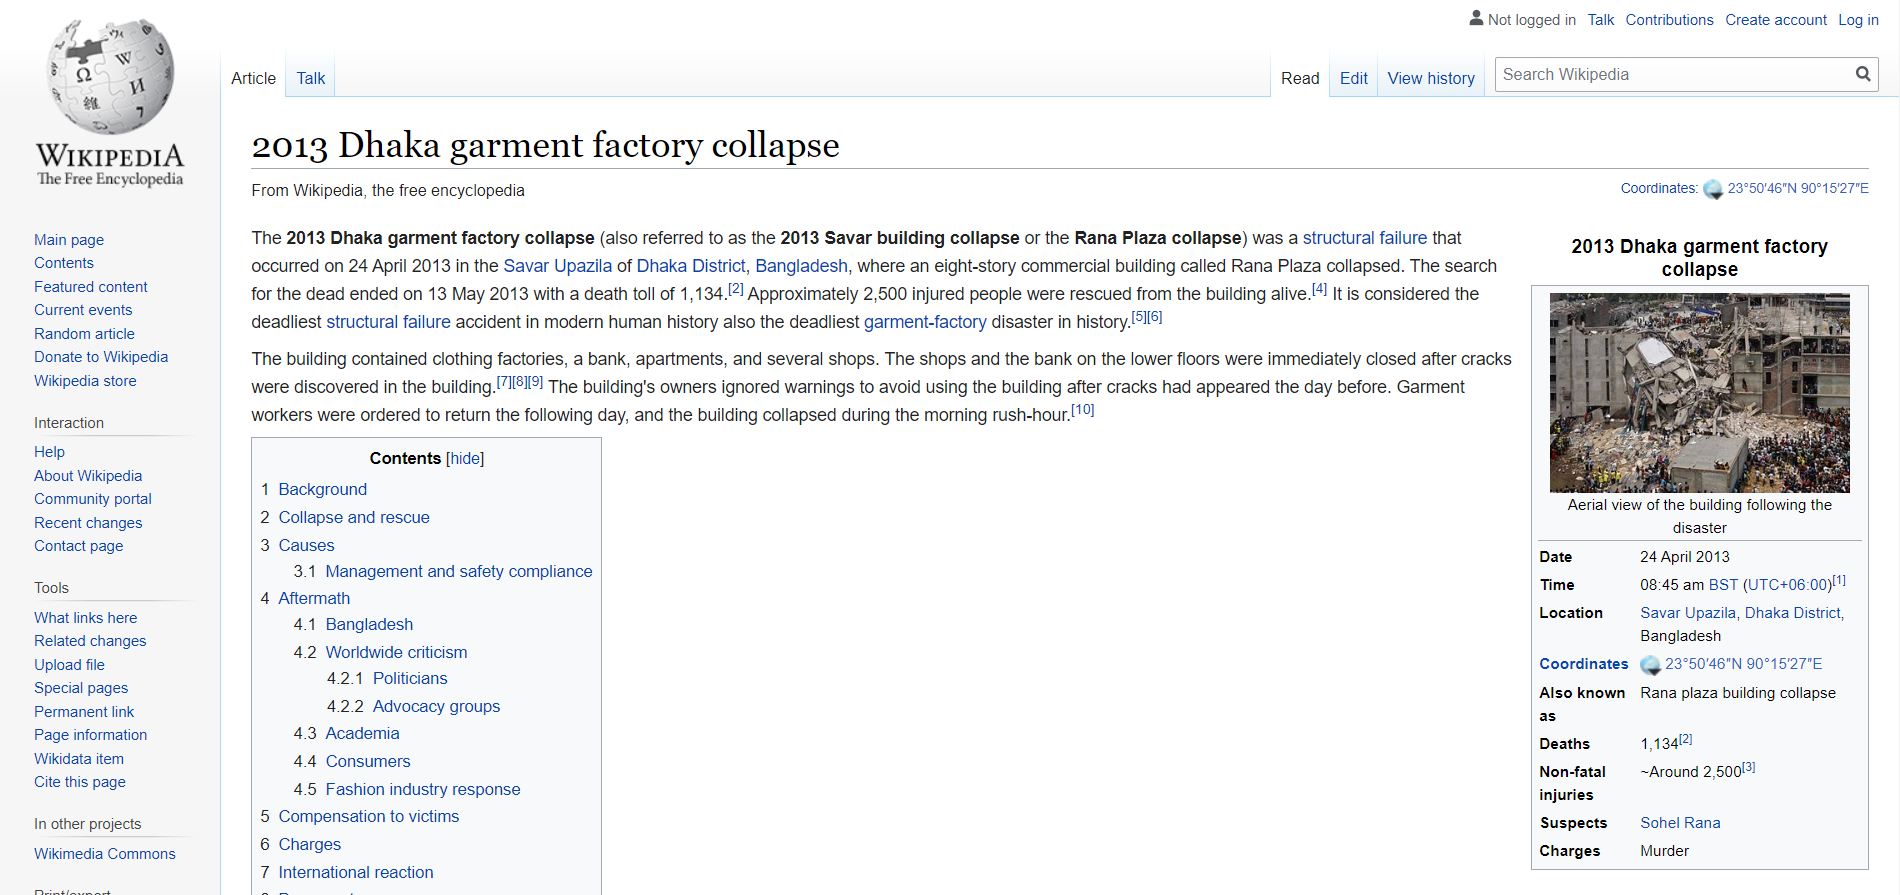 Not logged in Talk Contributions Create account Log in
Article Talk Read Edit View history Search Wikipedia
WIKIPEDIA
The Free Encyclopedia
Main page
Contents
Featured content
Current events
Random article
Donate to Wikipedia
Wikipedia store
Interaction
Help
About Wikipedia
Community portal
Recent changes
Contact page
Tools
What links here
Related changes
Upload file
Special pages
Permanent link
Page information
Wikidata item
Cite this page
In other projects
Wikimedia Commons
Print/export
2013 Dhaka garment factory collapse
From Wikipedia, the free encyclopedia
Coordinates: 23°50′46″N 90°15′27″E
The 2013 Dhaka garment factory collapse (also referred to as the 2013 Savar building collapse or the Rana Plaza collapse) was a structural failure that
occurred on 24 April 2013 in the Savar Upazila of Dhaka District, Bangladesh, where an eight-story commercial building called Rana Plaza collapsed. The search
for the dead ended on 13 May 2013 with a death toll of 1,134.[2] Approximately 2,500 injured people were rescued from the building alive.[4] It is considered the
deadliest structural failure accident in modern human history also the deadliest garment-factory disaster in history.[5][6]
The building contained clothing factories, a bank, apartments, and several shops. The shops and the bank on the lower floors were immediately closed after cracks
were discovered in the building.[7][8][9] The building's owners ignored warnings to avoid using the building after cracks had appeared the day before. Garment
workers were ordered to return the following day, and the building collapsed during the morning rush-hour.[10]
Contents [hide]
1 Background
2 Collapse and rescue
3 Causes
3.1 Management and safety compliance
4 Aftermath
4.1 Bangladesh
4.2 Worldwide criticism
4.2.1 Politicians
4.2.2 Advocacy groups
4.3 Academia
4.4 Consumers
4.5 Fashion industry response
5 Compensation to victims
6 Charges
7 International reaction
2013 Dhaka garment factory
collapse
Aerial view of the building following the
disaster
Date 24 April 2013
Time 08:45 am BST (UTC+06:00)[1]
Location Savar Upazila, Dhaka District,
Bangladesh
Coordinates 23°50′46″N 90°15′27″E
Also known Rana plaza building collapse
as
Deaths 1,134[2]
Non-fatal ~Around 2,500[3]
injuries
Suspects Sohel Rana
Charges Murder